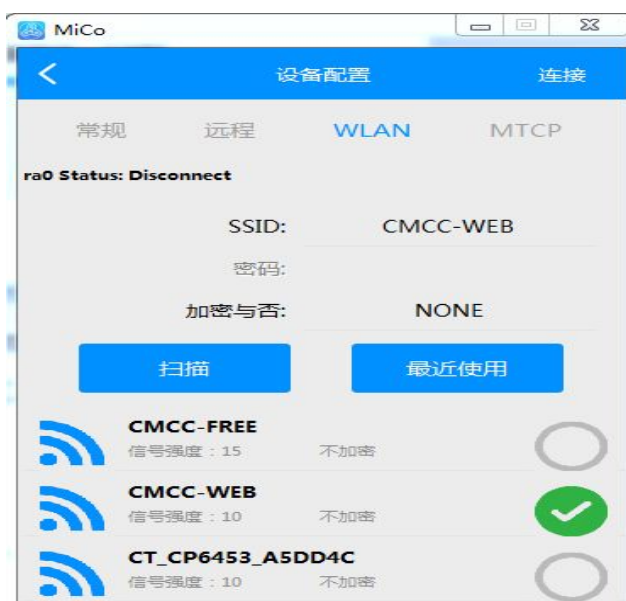 MiCo
设备配置 连接
常规 远程 WLAN MTCP
ra0 Status: Disconnect
SSID: CMCC-WEB
密码:
加密与否: NONE
扫描 最近使用
CMCC-FREE
信号强度：15 不加密
CMCC-WEB
信号强度：10 不加密
CT_CP6453_A5DD4C
信号强度：10 不加密